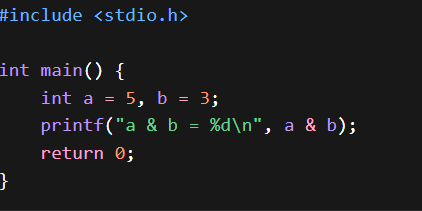 #include <stdio.h>
int main() {
    int a = 5, b = 3;
    printf("a & b = %d\n", a & b);
    return 0;
}